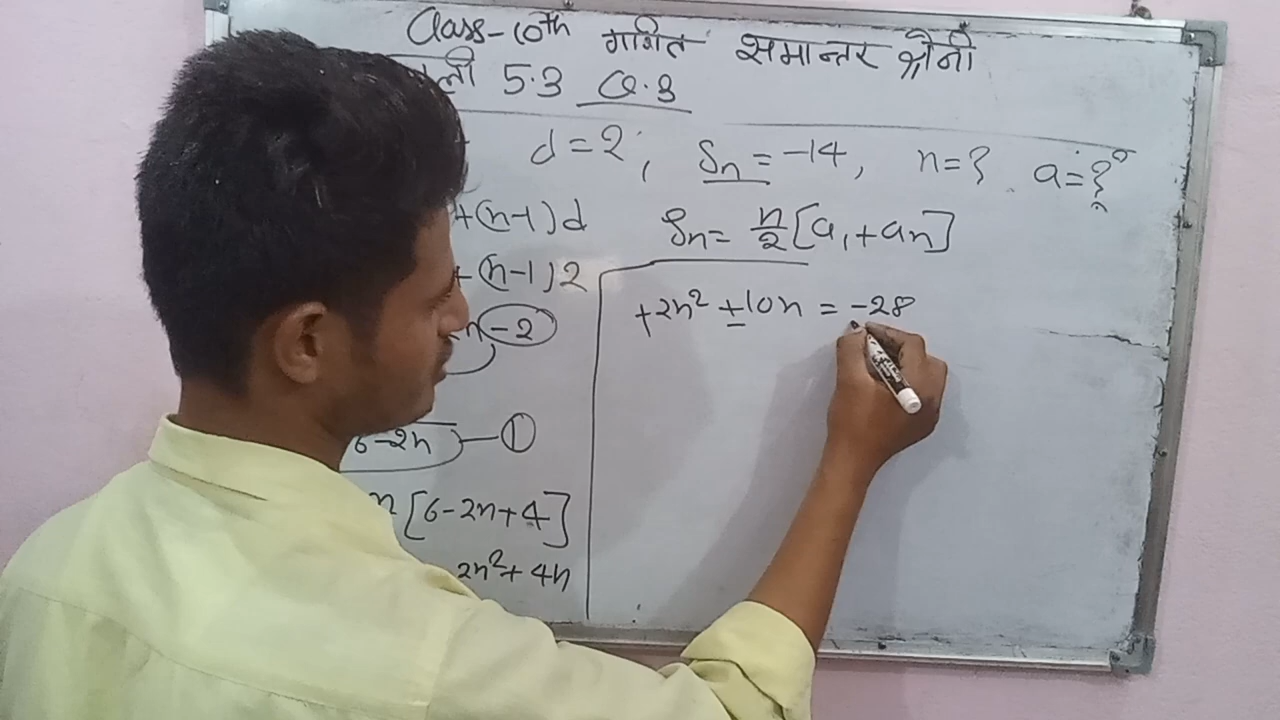 Class-10th गणित समान्तर श्रेनी
ली 5.3 Q.3
d=2, Sn=-14, n=? a=?
+(n-1)d
Sn=n/2[a1+an]
+(n-1)2
n-2
+2n²+10n=-28
6-2n 1
n[6-2n+4]
2n²+4n